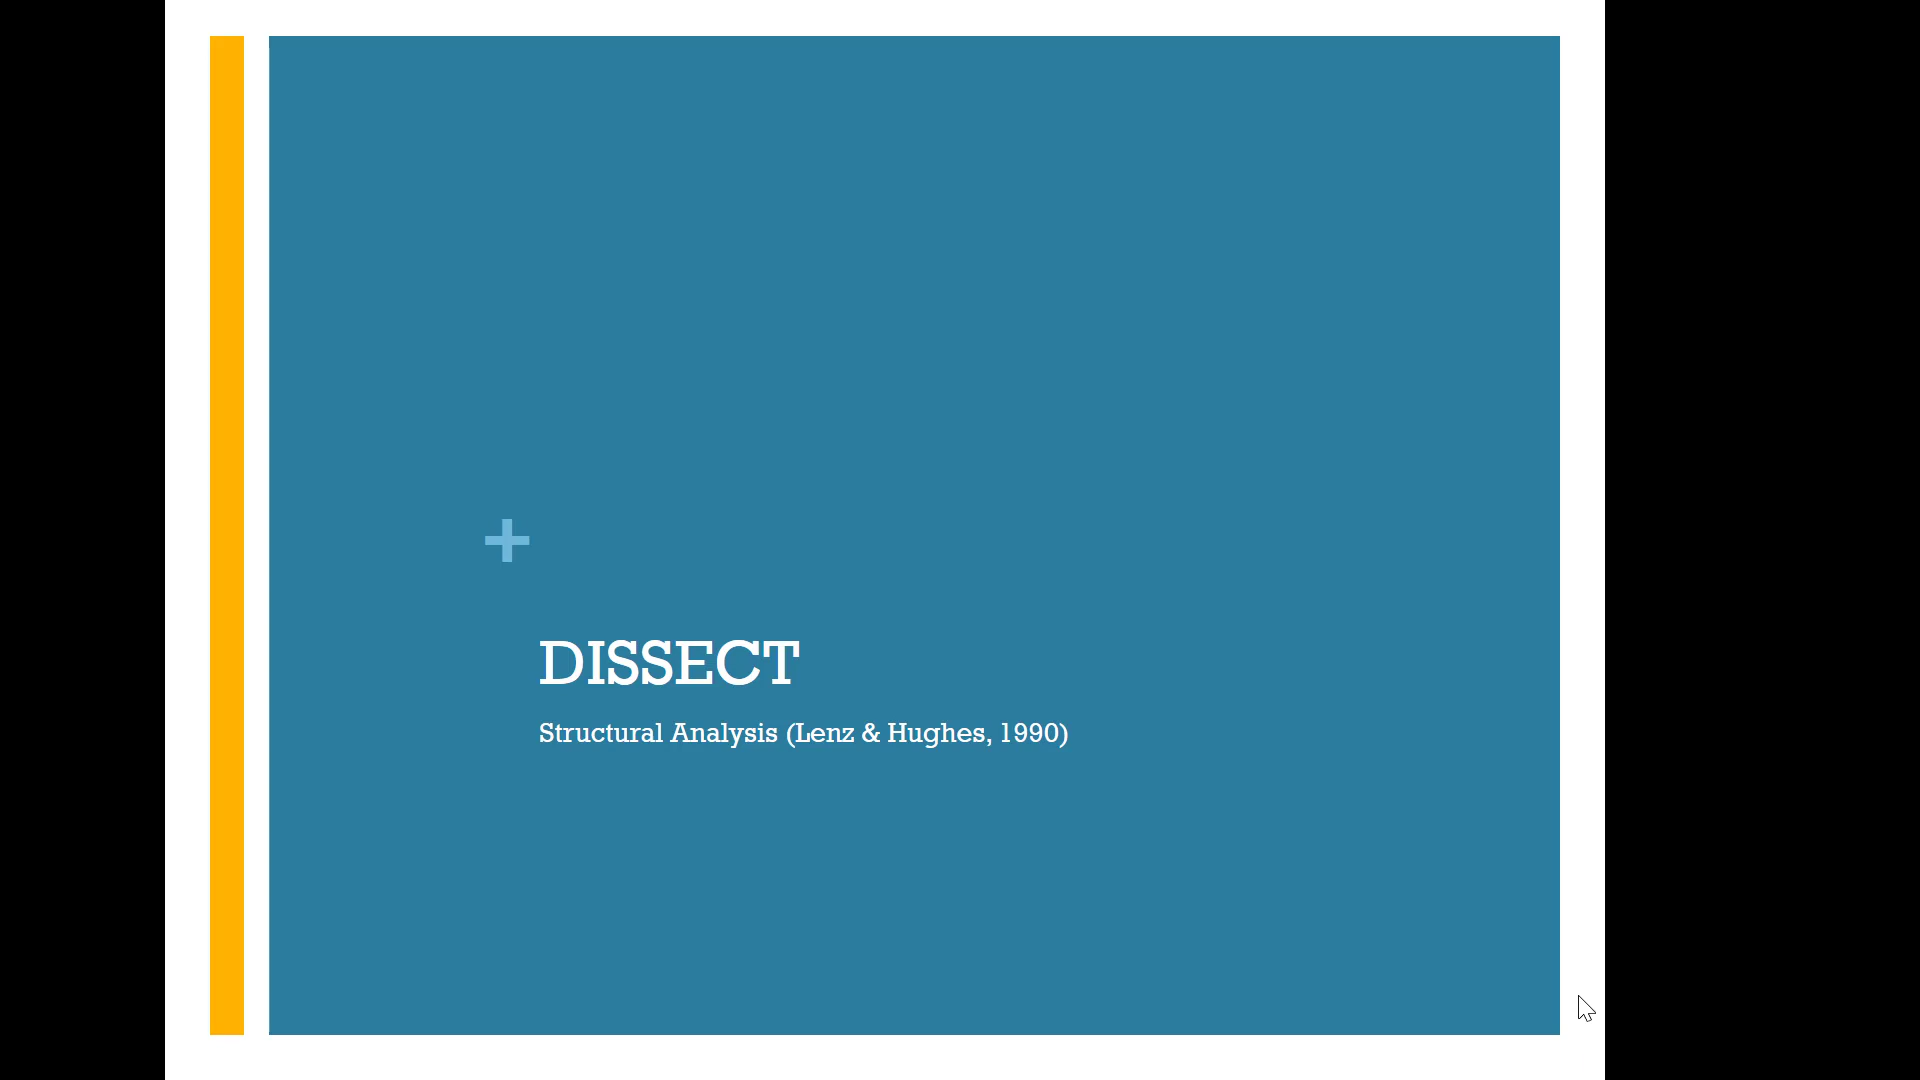 +
DISSECT
Structural Analysis (Lenz & Hughes, 1990)